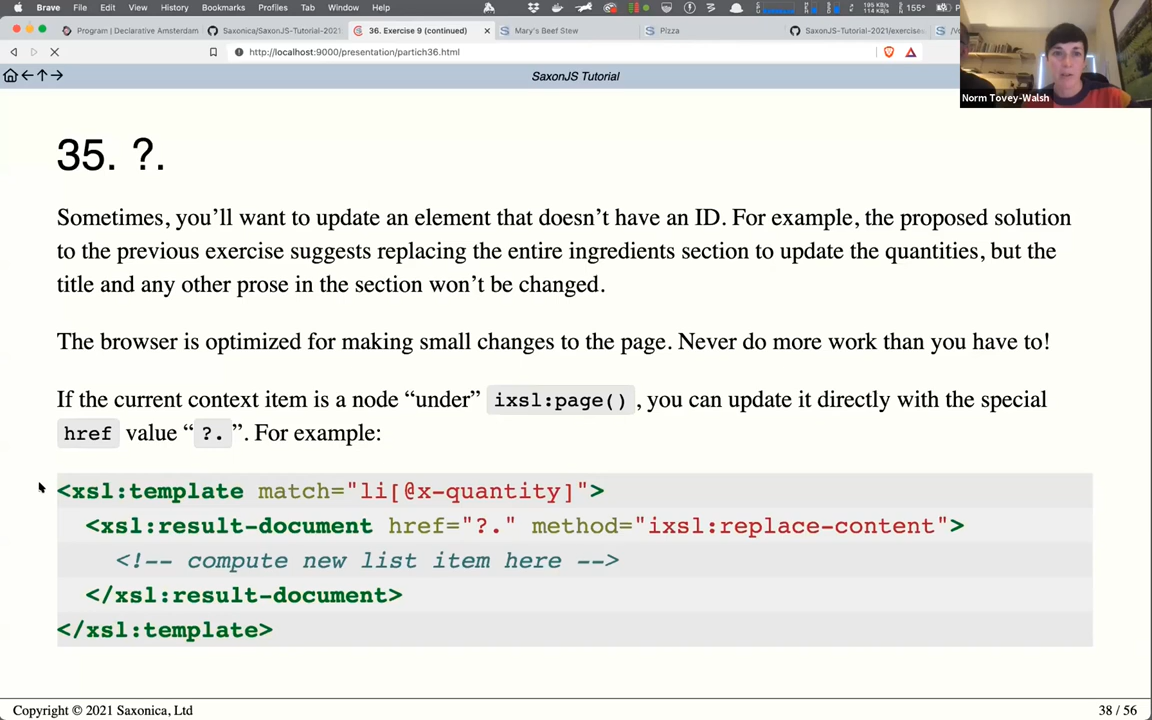 Brave File Edit View History Bookmarks Profiles Tab Window Help
195 KB/s
114 KB/s
155°
Program | Declarative Amsterdam
Saxonica/SaxonJS-Tutorial-2021
36. Exercise 9 (continued)
Mary's Beef Stew
Pizza
SaxonJS-Tutorial-2021/exercises
http://localhost:9000/presentation/partich36.html
SaxonJS Tutorial
Norm Tovey-Walsh
35. ?.
Sometimes, you’ll want to update an element that doesn’t have an ID. For example, the proposed solution
to the previous exercise suggests replacing the entire ingredients section to update the quantities, but the
title and any other prose in the section won’t be changed.
The browser is optimized for making small changes to the page. Never do more work than you have to!
If the current context item is a node “under” ixsl:page(), you can update it directly with the special
href value “?.”. For example:
<xsl:template match="li[@x-quantity]">
<xsl:result-document href="?." method="ixsl:replace-content">
<!-- compute new list item here -->
</xsl:result-document>
</xsl:template>
Copyright © 2021 Saxonica, Ltd
38 / 56